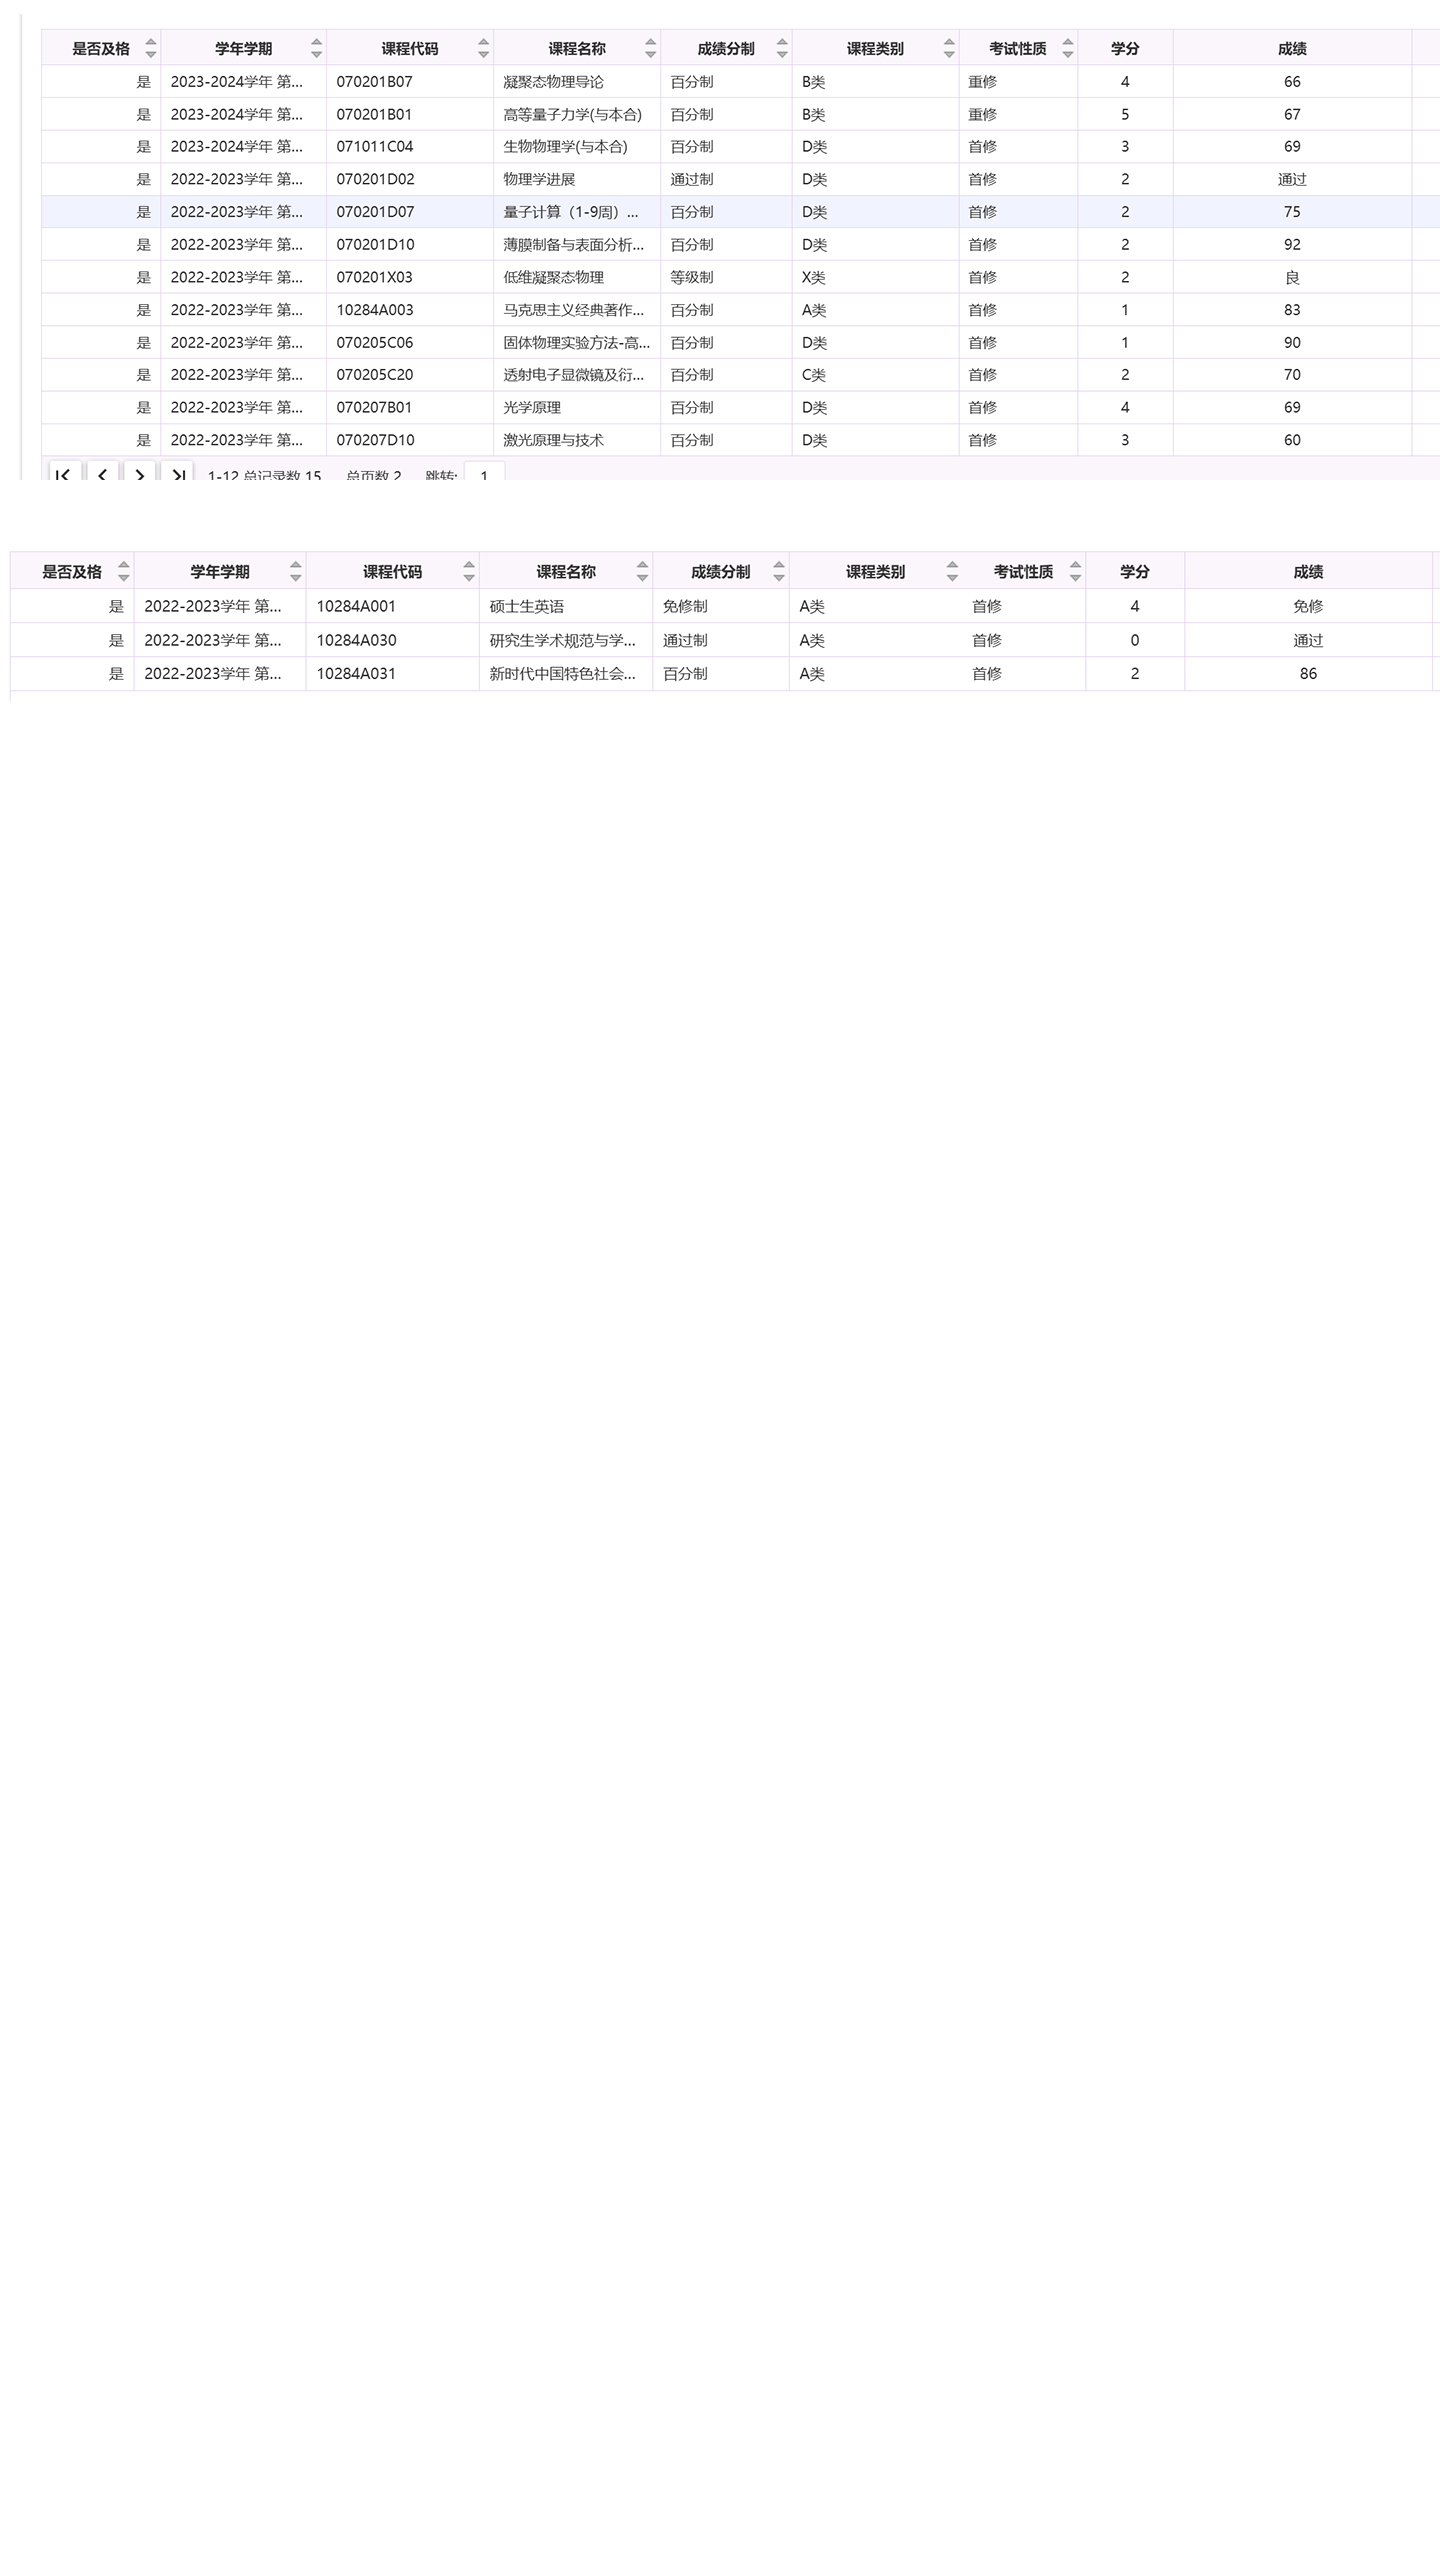 是否及格 学年学期 课程代码 课程名称 成绩分制 课程类别 考试性质 学分 成绩
是 2023-2024学年 第... 070201B07 凝聚态物理导论 百分制 B类 重修 4 66
是 2023-2024学年 第... 070201B01 高等量子力学(与本合) 百分制 B类 重修 5 67
是 2023-2024学年 第... 071011C04 生物物理学(与本合) 百分制 D类 首修 3 69
是 2022-2023学年 第... 070201D02 物理学进展 通过制 D类 首修 2 通过
是 2022-2023学年 第... 070201D07 量子计算（1-9周）... 百分制 D类 首修 2 75
是 2022-2023学年 第... 070201D10 薄膜制备与表面分析... 百分制 D类 首修 2 92
是 2022-2023学年 第... 070201X03 低维凝聚态物理 等级制 X类 首修 2 良
是 2022-2023学年 第... 10284A003 马克思主义经典著作... 百分制 A类 首修 1 83
是 2022-2023学年 第... 070205C06 固体物理实验方法-高... 百分制 D类 首修 1 90
是 2022-2023学年 第... 070205C20 透射电子显微镜及衍... 百分制 C类 首修 2 70
是 2022-2023学年 第... 070207B01 光学原理 百分制 D类 首修 4 69
是 2022-2023学年 第... 070207D10 激光原理与技术 百分制 D类 首修 3 60
1-12 总记录数 15 总页数 2 跳转: 1
是否及格 学年学期 课程代码 课程名称 成绩分制 课程类别 考试性质 学分 成绩
是 2022-2023学年 第... 10284A001 硕士生英语 免修制 A类 首修 4 免修
是 2022-2023学年 第... 10284A030 研究生学术规范与学... 通过制 A类 首修 0 通过
是 2022-2023学年 第... 10284A031 新时代中国特色社会... 百分制 A类 首修 2 86